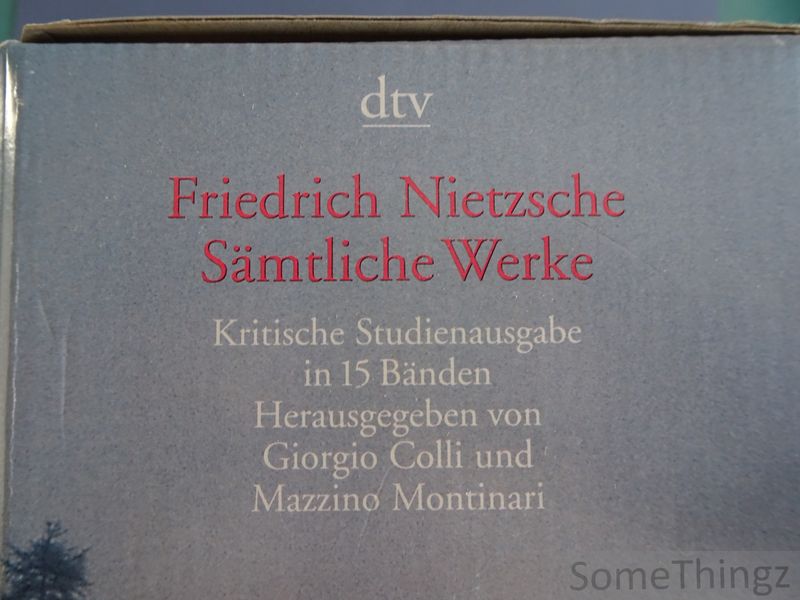 dtv
Friedrich Nietzsche
Sämtliche Werke
Kritische Studienausgabe
in 15 Bänden
Herausgegeben von
Giorgio Colli und
Mazzino Montinari
SomeThingz